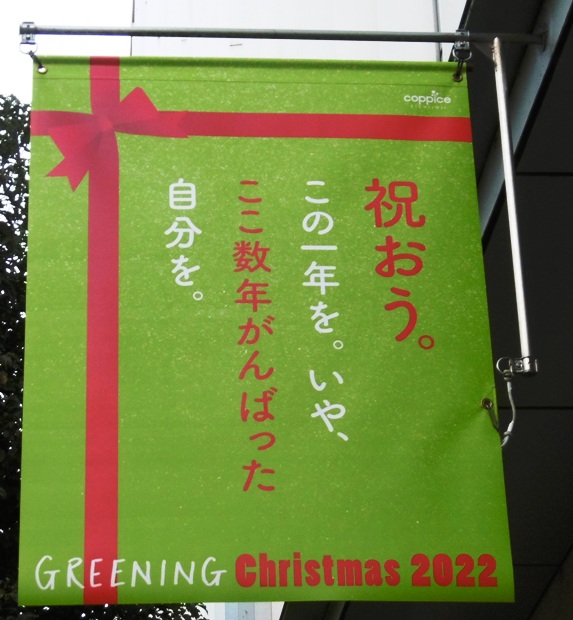 coppice
祝おう。
この一年を。いや、
ここ数年がんばった
自分を。
GREENING Christmas 2022